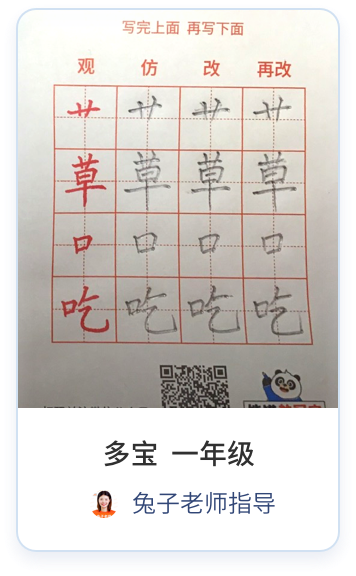 写完上面 再写下面
观 仿 改 再改
艹 艹 艹 艹
草 草 草 草
口 口 口 口
吃 吃 吃 吃
多宝 一年级
兔子老师指导